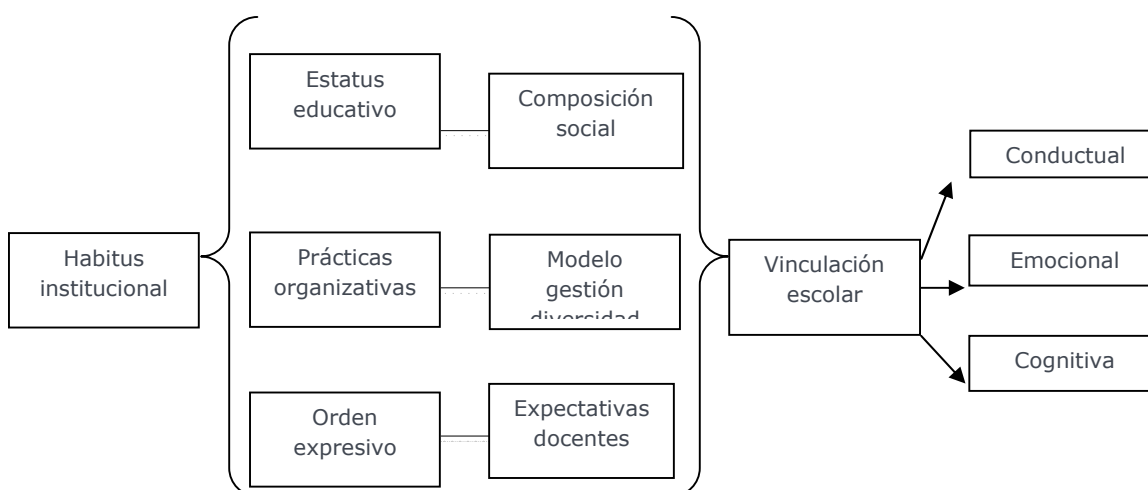 Habitus
institucional
Estatus
educativo
Composición
social
Prácticas
organizativas
Modelo
gestión
diversidad
Orden
expresivo
Expectativas
docentes
Vinculación
escolar
Conductual
Emocional
Cognitiva